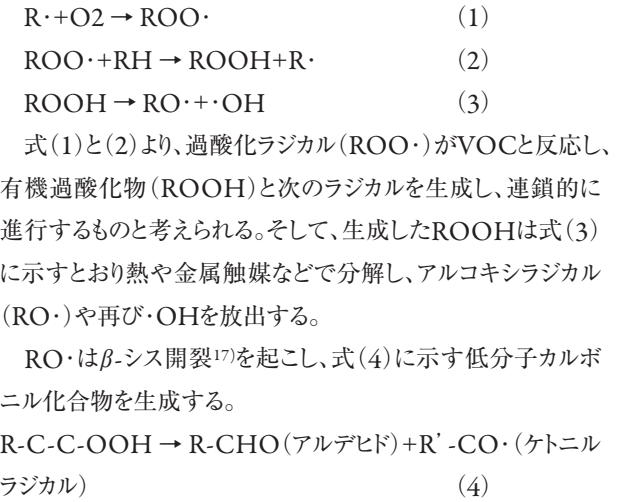 R·+O2 → ROO· (1)
ROO·+RH → ROOH+R· (2)
ROOH → RO·+·OH (3)
式(1)と(2)より、過酸化ラジカル(ROO·)がVOCと反応し、
有機過酸化物(ROOH)と次のラジカルを生成し、連鎖的に
進行するものと考えられる。そして、生成したROOHは式(3)
に示すとおり熱や金属触媒などで分解し、アルコキシラジカル
(RO·)や再び·OHを放出する。
RO·はβ-シス開裂17)を起こし、式(4)に示す低分子カルボ
ニル化合物を生成する。
R-C-C-OOH → R-CHO(アルデヒド)+R’-CO·(ケトニル
ラジカル) (4)